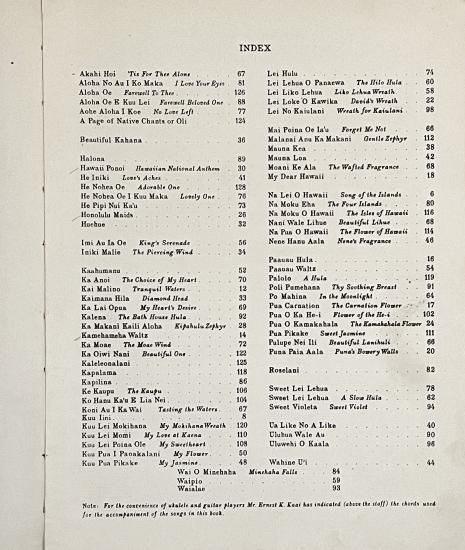 INDEX
Akahi Hoi 'Tis For Thee Alone . . . 67
Aloha No Au I Ko Maka I Love Your Eyes . 81
Aloha Oe Farewell To Thee . . . . 126
Aloha Oe E Kuu Lei Farewell Beloved One . 88
Aohe Aloha I Koe No Love Left . . . 77
A Page of Native Chants or Oli . . . 124
Beautiful Kahana . . . . . 36
Halona . . . . . . 89
Hawaii Ponoi Hawaiian National Anthem . 30
He Iniki Love's Aches . . . . . 41
He Nohea Oe Adorable One . . . . 128
He Nohea Oe I Kuu Maka Lovely One . . 76
He Pipi Nui Ka'u . . . . . 73
Honolulu Maids . . . . . 26
Huehue . . . . . . 32
Imi Au Ia Oe King's Serenade . . . 56
Iniki Malie The Piercing Wind . . . 34
Kaahumanu . . . . . . 52
Ka Anoi The Choice of My Heart . . . 70
Kai Malino Tranquil Waters . . . . 12
Kaimana Hila Diamond Head . . . 33
Ka Lai Opua My Heart's Desire . . . 69
Kalena The Bath House Hula . . . 92
Ka Makani Kaili Aloha Kipahulu Zephyr . 28
Kamehameha Waltz . . . . . 14
Ka Moae The Moae Wind . . . . 72
Ka Oiwi Nani Beautiful One . . . . 122
Kaleleonalani . . . . . . 125
Kapalama . . . . . . 118
Kapilina . . . . . . 86
Ke Kaupu The Kaupu . . . . . 106
Ko Hanu Ka'u E Lia Nei . . . . 104
Koni Au I Ka Wai Tasting the Waters . . 67
Kuu Iini . . . . . . 8
Kuu Lei Mokihana My Mokihana Wreath 120
Kuu Lei Momi My Love at Kaena . . 110
Kuu Lei Poina Ole My Sweetheart . . 108
Kuu Pua I Paoakalani My Flower . . 50
Kuu Pua Pikake My Jasmine . . . 48
Lei Hulu . . . . . . 74
Lei Lehua O Panaewa The Hilo Hula . . 60
Lei Liko Lehua Liko Lehua Wreath . . 58
Lei Loke O Kawika David's Wreath . . 22
Lei No Kaiulani Wreath for Kaiulani . . 98
Mai Poina Oe Ia'u Forget Me Not . . 66
Malanai Anu Ka Makani Gentle Zephyr . 112
Mauna Kea . . . . . . 38
Mauna Loa . . . . . . 42
Moani Ke Ala The Wafted Fragrance . . 68
My Dear Hawaii . . . . . 18
Na Lei O Hawaii Song of the Islands . . 6
Na Moku Eha The Four Islands . . . 80
Na Moku O Hawaii The Isles of Hawaii . 116
Nani Wale Lihue Beautiful Lihue . . 68
Na Pua O Hawaii The Flower of Hawaii . 114
Nene Hanu Aala Nene's Fragrance . . 46
Paauau Hula . . . . . . 16
Paauau Waltz . . . . . . 54
Palolo A Hula . . . . . . 119
Poli Pumehana Thy Soothing Breast . . 91
Po Mahina In the Moonlight . . . . 64
Pua Carnation The Carnation Flower . . 77
Pua O Ka He-i Flower of the He-i . . 102
Pua O Kamakahala The Kamakahala Flower 24
Pua Pikake Sweet Jasmine . . . . 111
Pulupe Nei Ili Beautiful Lanihuli . . 66
Puna Paia Aala Puna's Bowery Walls . . 20
Roselani . . . . . . 82
Sweet Lei Lehua . . . . . 78
Sweet Lei Lehua A Slow Hula . . . 62
Sweet Violeta Sweet Violet . . . . 94
Ua Like No A Like . . . . . 40
Uluhua Wale Au . . . . . 90
Uluwehi O Kaala . . . . . 96
Wahine U'i . . . . . . 44
Wai O Minehaha Minehaha Falls . 84
Waipio . . . . . . 59
Waialae . . . . . . 93
Note: For the convenience of ukulele and guitar players Mr. Ernest K. Kaai has indicated (above the staff) the chords used
for the accompaniment of the songs in this book.